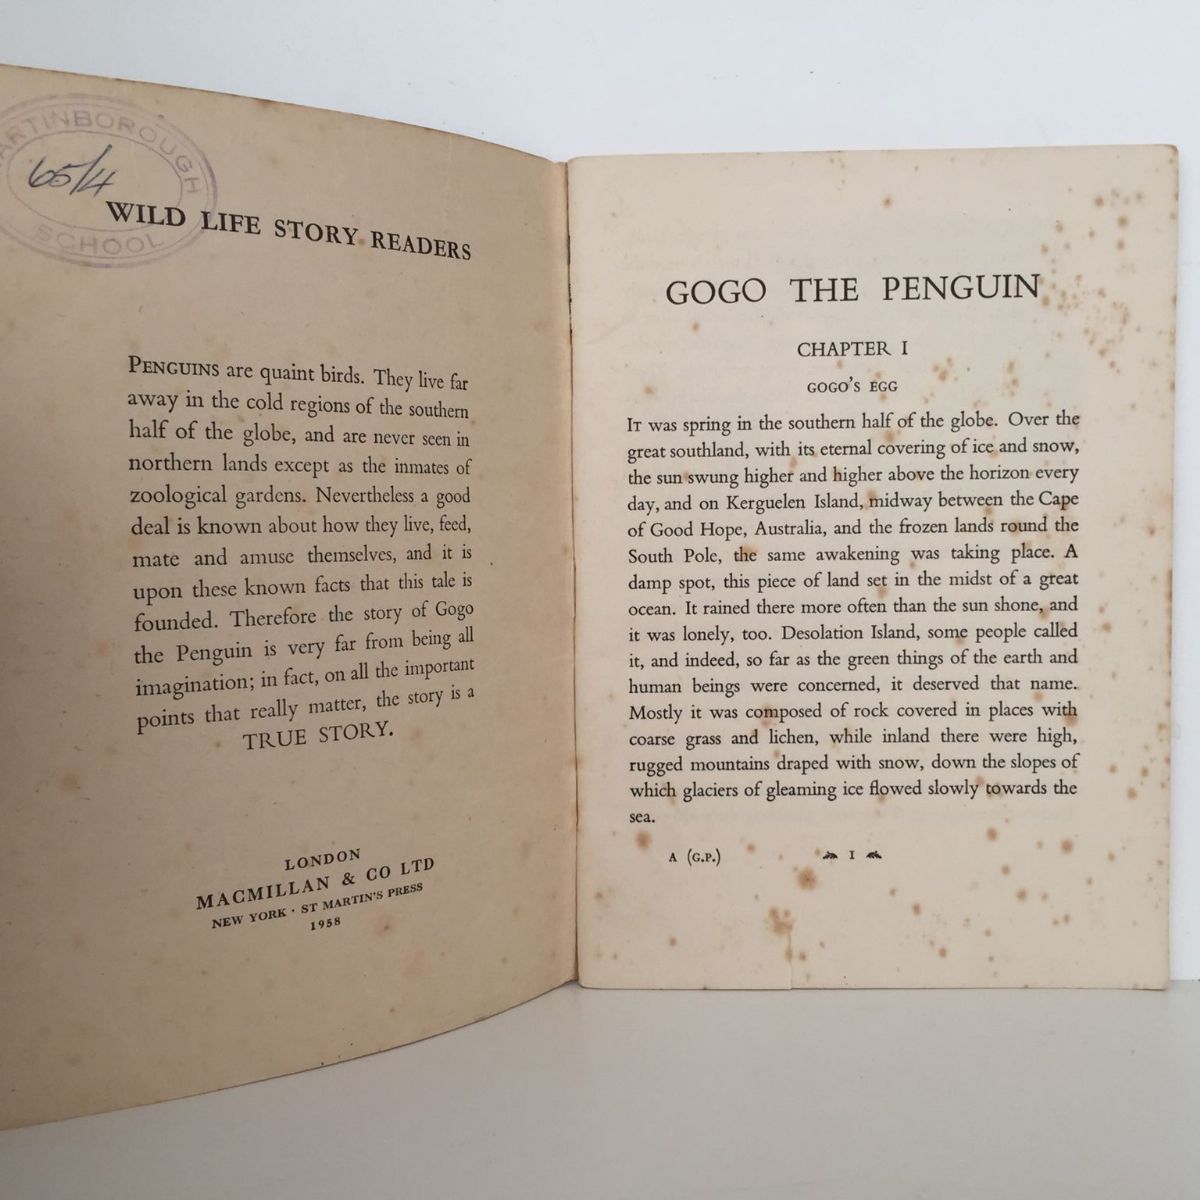 MARTINBOROUGH
65/4
SCHOOL
WILD LIFE STORY READERS
PENGUINS are quaint birds. They live far
away in the cold regions of the southern
half of the globe, and are never seen in
northern lands except as the inmates of
zoological gardens. Nevertheless a good
deal is known about how they live, feed,
mate and amuse themselves, and it is
upon these known facts that this tale is
founded. Therefore the story of Gogo
the Penguin is very far from being all
imagination; in fact, on all the important
points that really matter, the story is a
TRUE STORY.
LONDON
MACMILLAN & CO LTD
NEW YORK · ST MARTIN'S PRESS
1958
GOGO THE PENGUIN
CHAPTER I
GOGO'S EGG
IT was spring in the southern half of the globe. Over the
great southland, with its eternal covering of ice and snow,
the sun swung higher and higher above the horizon every
day, and on Kerguelen Island, midway between the Cape
of Good Hope, Australia, and the frozen lands round the
South Pole, the same awakening was taking place. A
damp spot, this piece of land set in the midst of a great
ocean. It rained there more often than the sun shone, and
it was lonely, too. Desolation Island, some people called
it, and indeed, so far as the green things of the earth and
human beings were concerned, it deserved that name.
Mostly it was composed of rock covered in places with
coarse grass and lichen, while inland there were high,
rugged mountains draped with snow, down the slopes of
which glaciers of gleaming ice flowed slowly towards the
sea.
A (G.P.) I